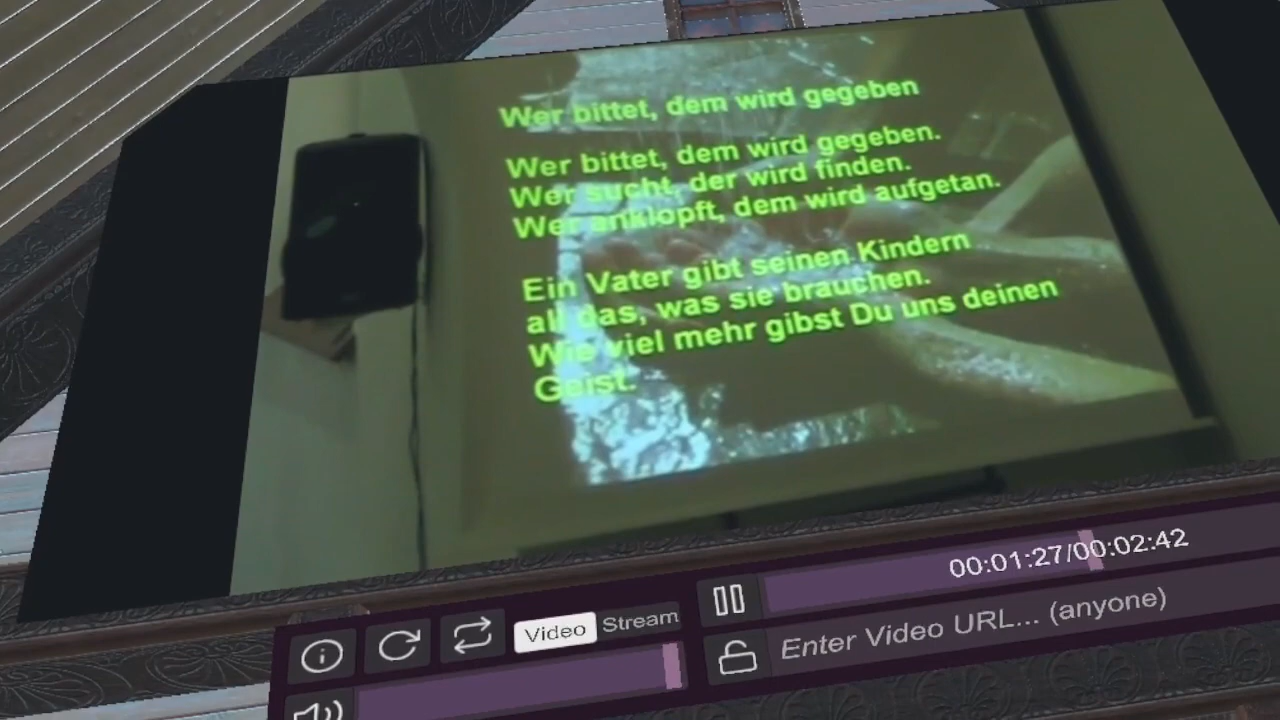 Wer bittet, dem wird gegeben
Wer bittet, dem wird gegeben.
Wer sucht, der wird finden.
Wer anklopft, dem wird aufgetan.
Ein Vater gibt seinen Kindern
all das, was sie brauchen.
Wie viel mehr gibst Du uns deinen
Geist.
00:01:27/00:02:42
Video Stream
Enter Video URL... (anyone)